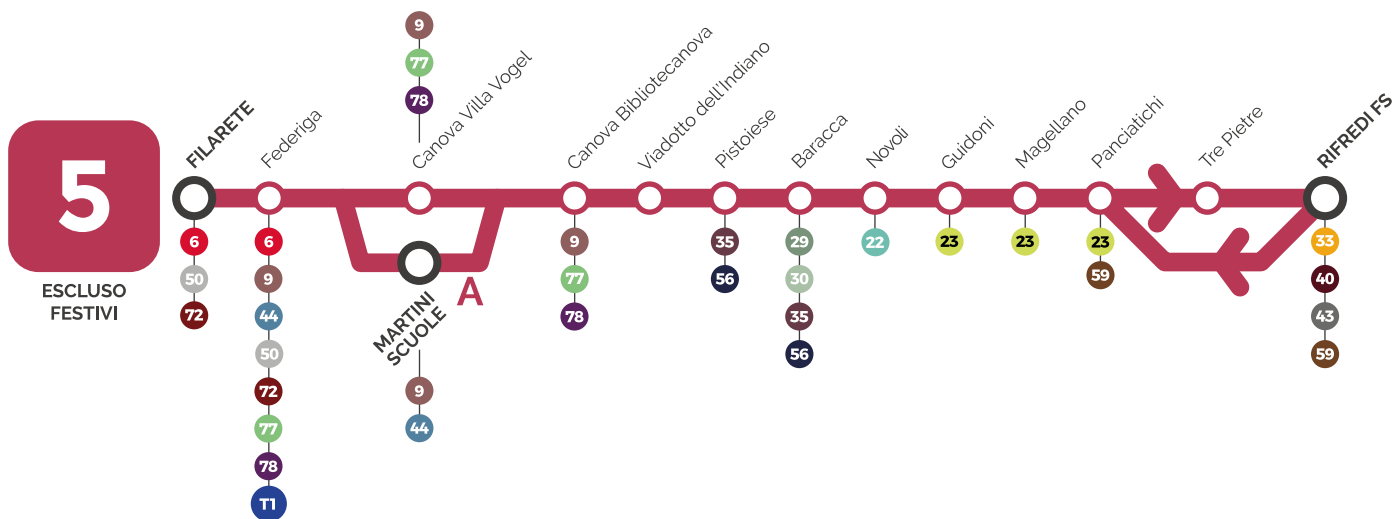 5
ESCLUSO
FESTIVI
FILARETE
6
50
72
Federiga
6
9
44
50
72
77
78
T1
9
77
78
Canova Villa Vogel
MARTINI
SCUOLE
A
9
44
Canova Bibliotecanova
9
77
78
Viadotto dell'Indiano
Pistoiese
35
56
Baracca
29
30
35
56
Novoli
22
Guidoni
23
Magellano
23
Panciatichi
23
59
Tre Pietre
RIFREDI FS
33
40
43
59